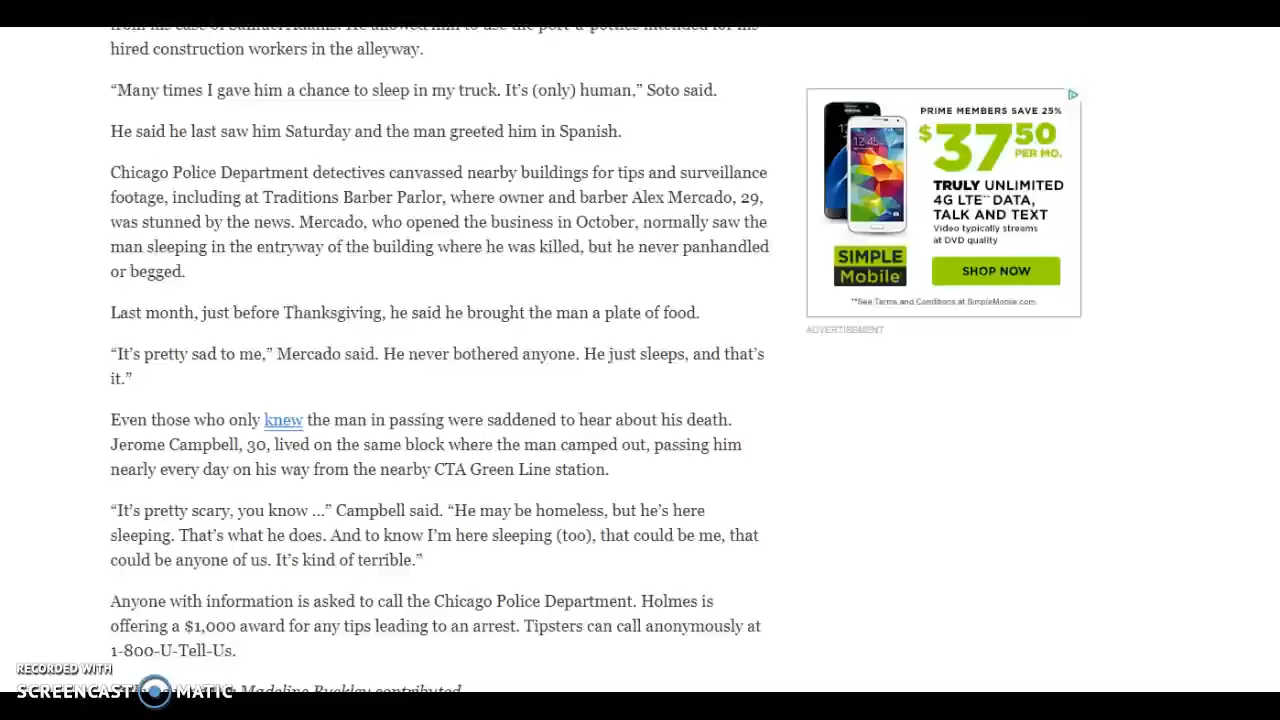 hired construction workers in the alleyway.
“Many times I gave him a chance to sleep in my truck. It’s (only) human,” Soto said.
He said he last saw him Saturday and the man greeted him in Spanish.
Chicago Police Department detectives canvassed nearby buildings for tips and surveillance
footage, including at Traditions Barber Parlor, where owner and barber Alex Mercado, 29,
was stunned by the news. Mercado, who opened the business in October, normally saw the
man sleeping in the entryway of the building where he was killed, but he never panhandled
or begged.
Last month, just before Thanksgiving, he said he brought the man a plate of food.
“It’s pretty sad to me,” Mercado said. He never bothered anyone. He just sleeps, and that’s
it.”
Even those who only knew the man in passing were saddened to hear about his death.
Jerome Campbell, 30, lived on the same block where the man camped out, passing him
nearly every day on his way from the nearby CTA Green Line station.
“It’s pretty scary, you know …” Campbell said. “He may be homeless, but he’s here
sleeping. That’s what he does. And to know I’m here sleeping (too), that could be me, that
could be anyone of us. It’s kind of terrible.”
Anyone with information is asked to call the Chicago Police Department. Holmes is
offering a $1,000 award for any tips leading to an arrest. Tipsters can call anonymously at
1-800-U-Tell-Us.
Madeline Buckley contributed
PRIME MEMBERS SAVE 25%
$37.50
PER MO.
TRULY UNLIMITED
4G LTE** DATA,
TALK AND TEXT
Video typically streams
at DVD quality
12:45
SIMPLE
Mobile
SHOP NOW
**See Terms and Conditions at SimpleMobile.com.
ADVERTISEMENT
RECORDED WITH
SCREENCAST MATIC